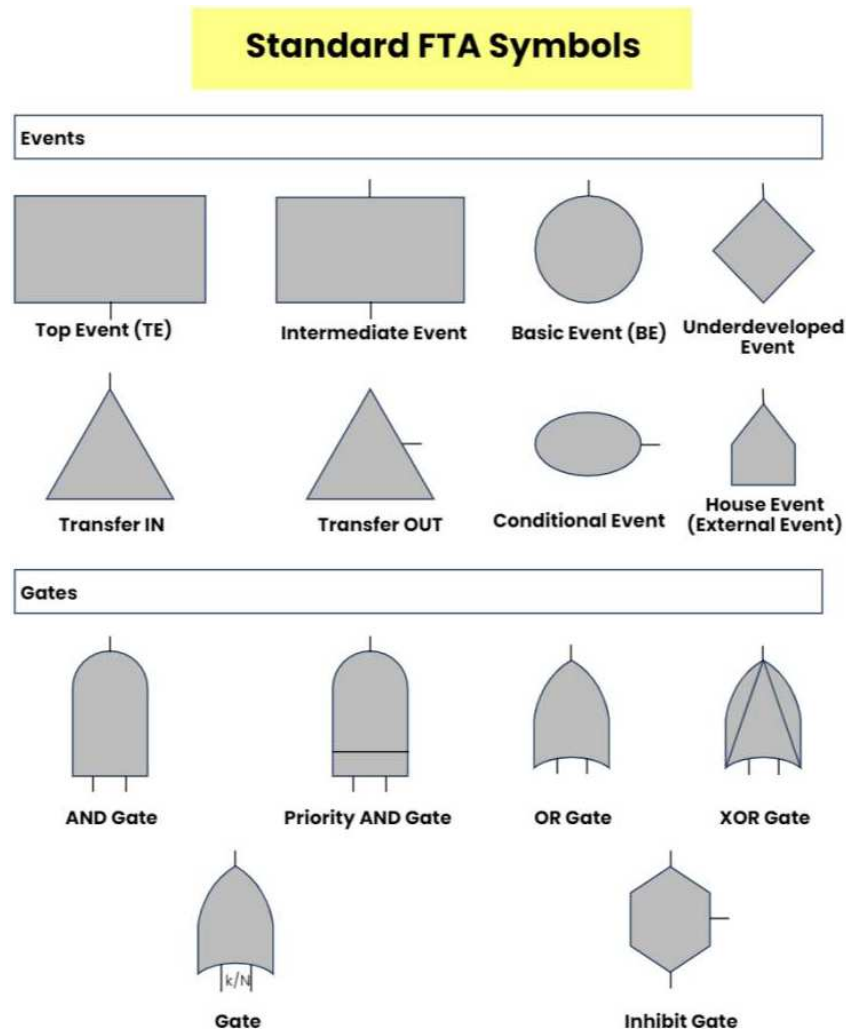 Standard FTA Symbols
Events
Top Event (TE)
Intermediate Event
Basic Event (BE)
Underdeveloped
Event
Transfer IN
Transfer OUT
Conditional Event
House Event
(External Event)
Gates
AND Gate
Priority AND Gate
OR Gate
XOR Gate
k/N
Gate
Inhibit Gate